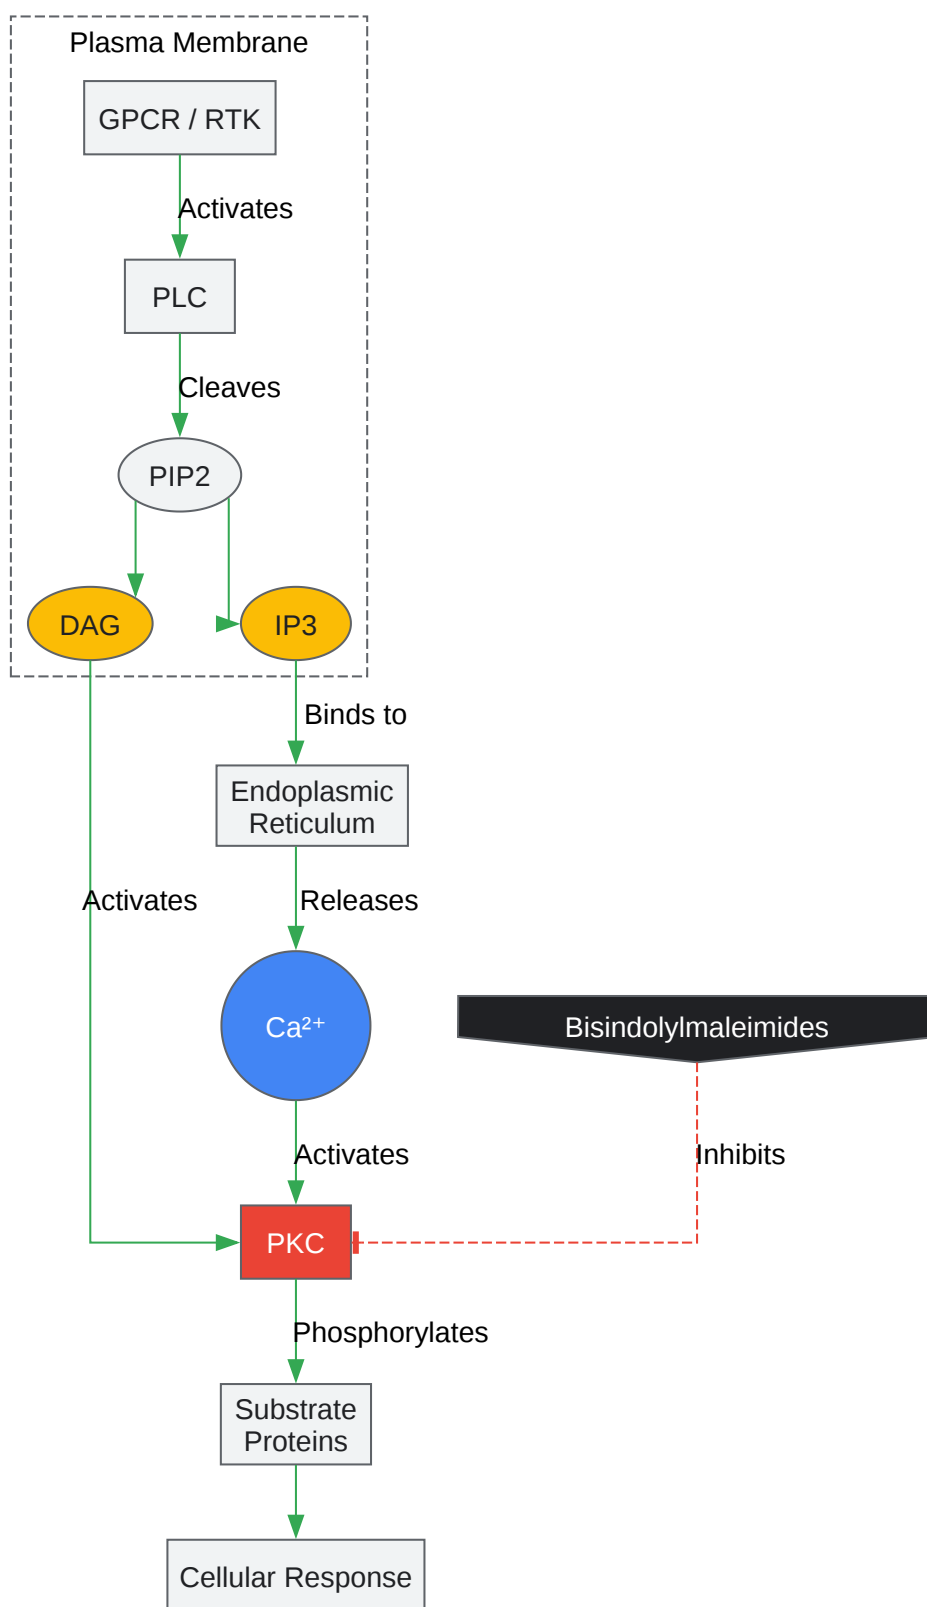 Plasma Membrane
GPCR / RTK
Activates
PLC
Cleaves
PIP2
DAG
IP3
Binds to
Endoplasmic
Reticulum
Activates
Releases
Ca²⁺
Bisindolylmaleimides
Activates
Inhibits
PKC
Phosphorylates
Substrate
Proteins
Cellular Response